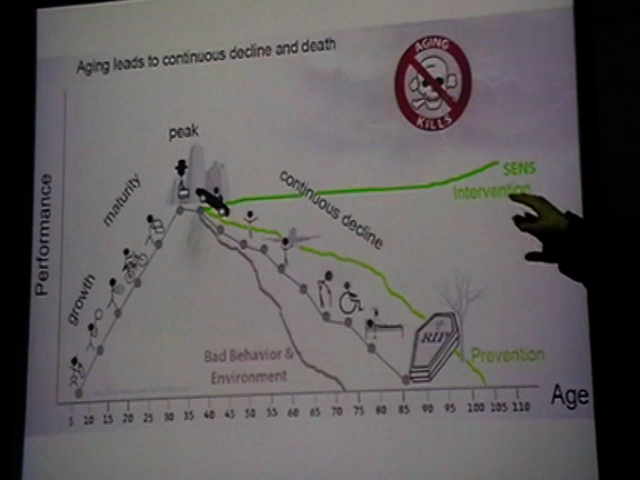 Aging leads to continuous decline and death
AGING
KILLS
peak
SENS
Intervention
continuous decline
maturity
growth
Performance
RIP
Bad Behavior &
Environment
Prevention
Age
5 10 15 20 25 30 35 40 45 50 55 60 65 70 75 80 85 90 95 100 105 110